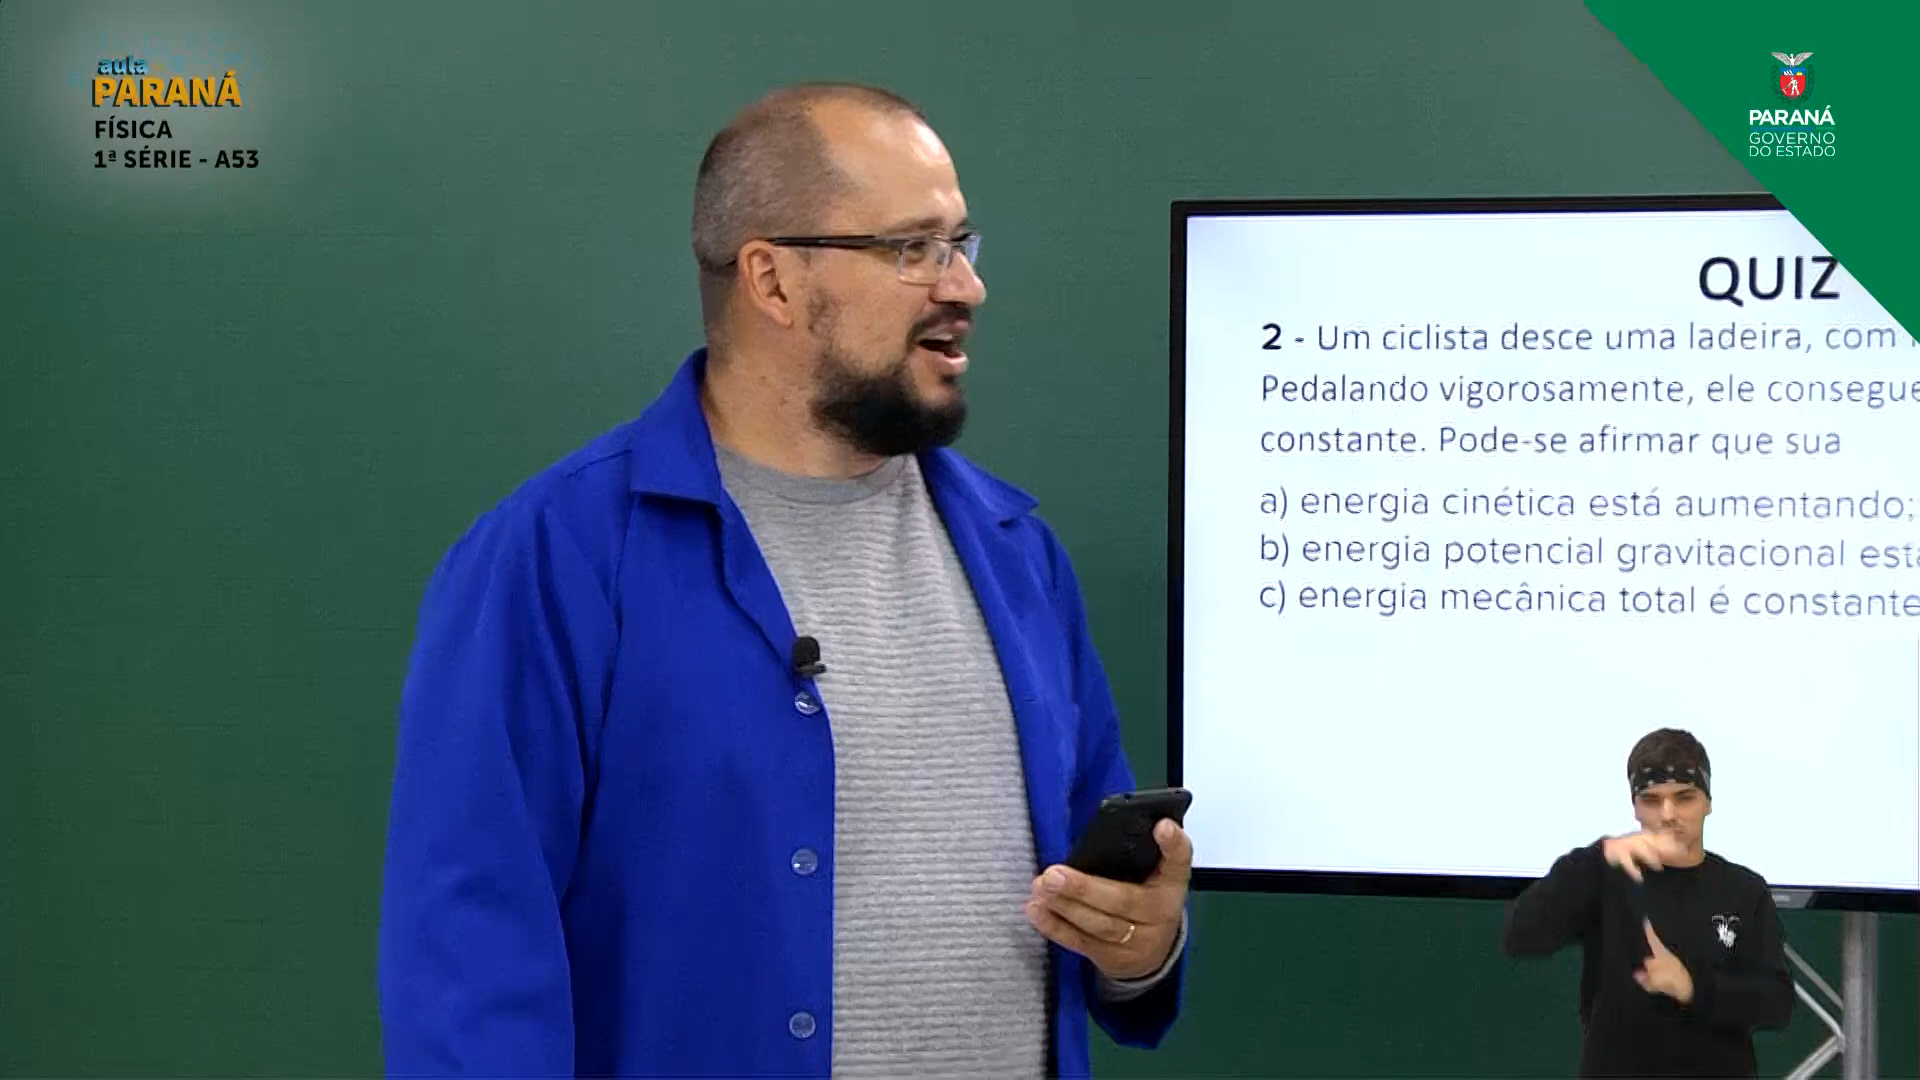 aula
PARANÁ
FÍSICA
1ª SÉRIE - A53
PARANÁ
GOVERNO
DO ESTADO
QUIZ
2 - Um ciclista desce uma ladeira, com
Pedalando vigorosamente, ele consegue
constante. Pode-se afirmar que sua
a) energia cinética está aumentando;
b) energia potencial gravitacional
c) energia mecânica total é constante